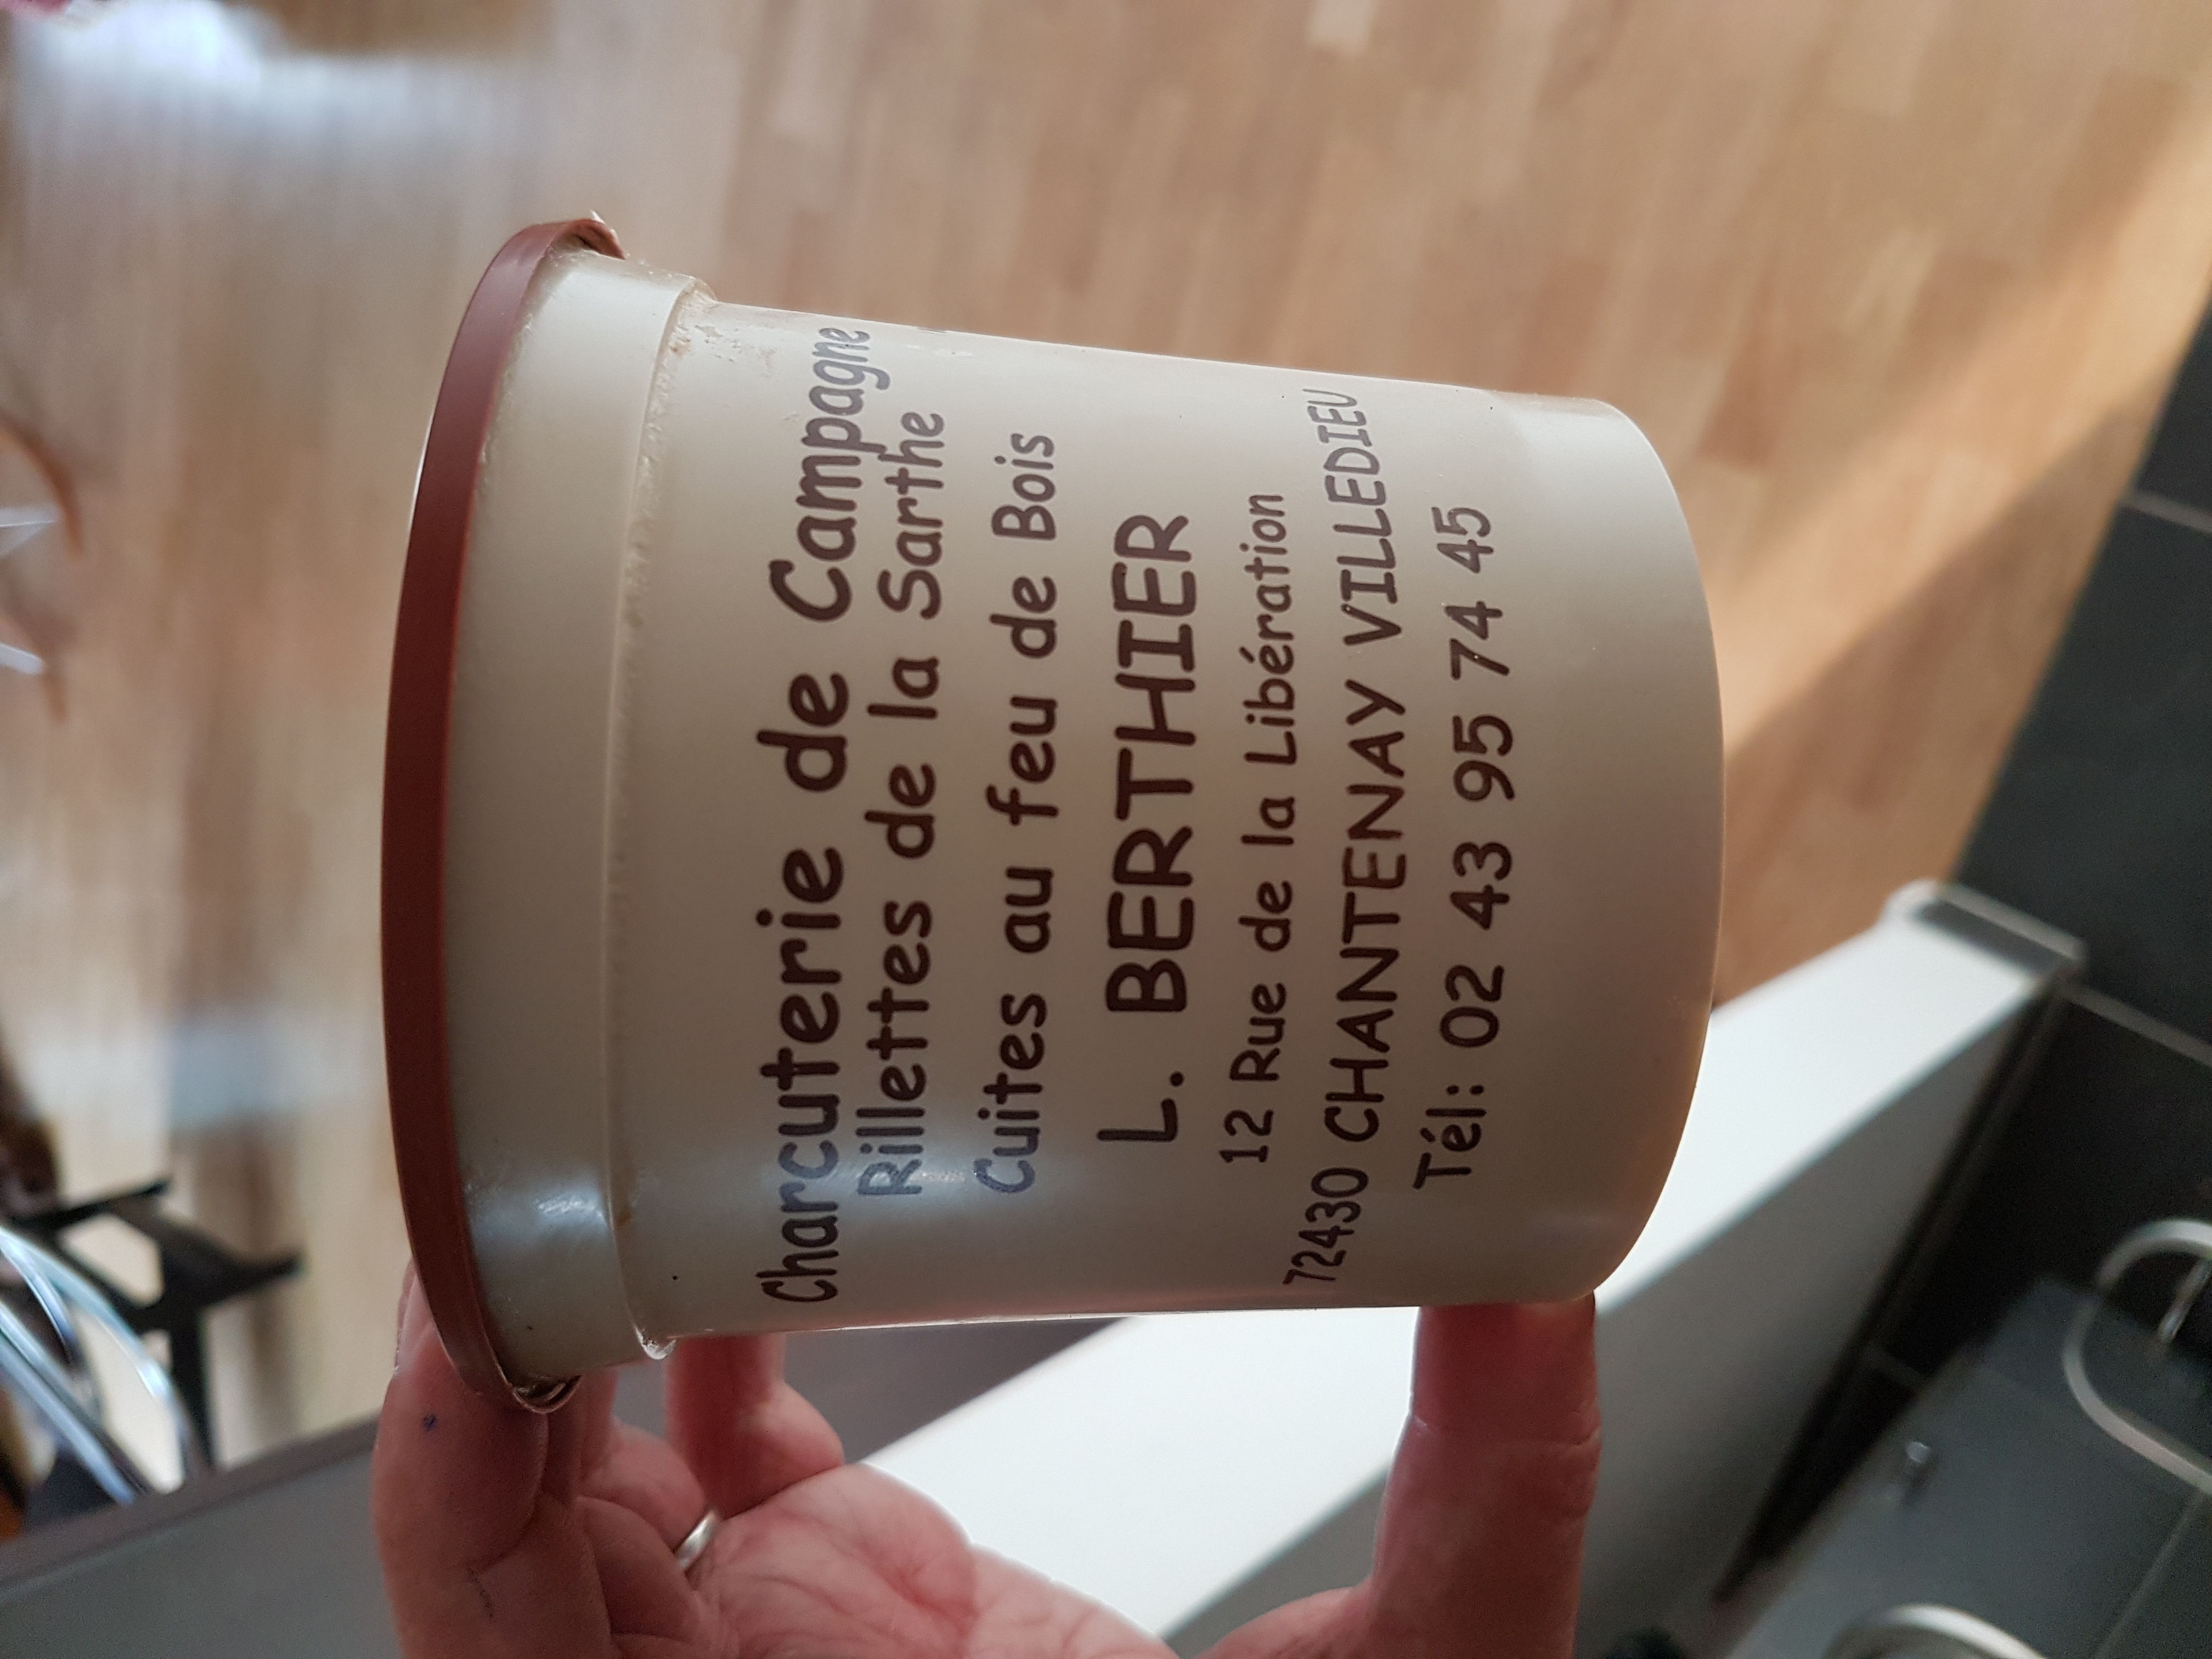 Charcuterie de Campagne
Rillettes de la Sarthe
Cuites au feu de Bois
L. BERTHIER
12 Rue de la Libération
72430 CHANTENAY VILLEDIEU
Tél: 02 43 95 74 45